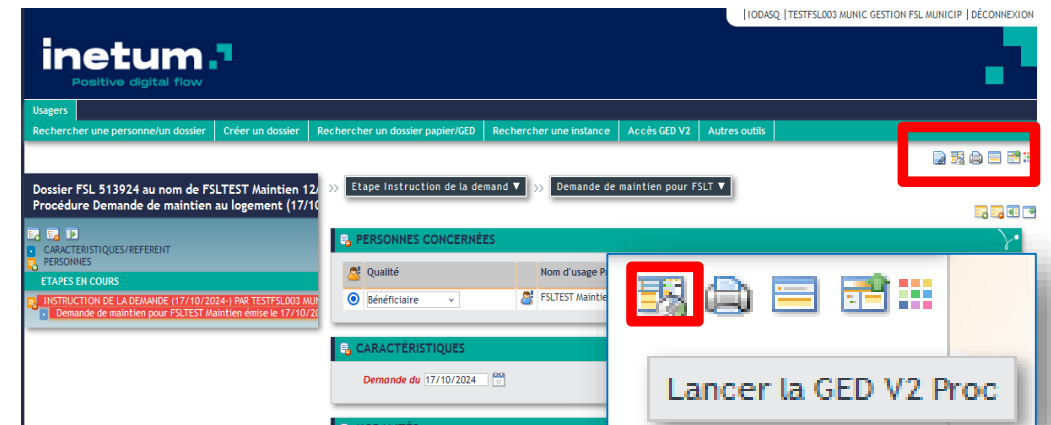 IODASQ | TESTFSL003 MUNIC GESTION FSL MUNICIP | DÉCONNEXION
inetum
Positive digital flow
Usagers
Rechercher une personne/un dossier
Créer un dossier
Rechercher un dossier papier/GED
Rechercher une instance
Accès GED V2
Autres outils
Dossier FSL 513924 au nom de FSLTEST Maintien 12/
Procédure Demande de maintien au logement (17/10
CARACTERISTIQUES/REFERENT
PERSONNES
ETAPES EN COURS
INSTRUCTION DE LA DEMANDE (17/10/2024-) PAR TESTFSL003 MUN
Demande de maintien pour FSLTEST Maintien émise le 17/10/20
>> Etape Instruction de la demand ▼ >> Demande de maintien pour FSLT ▼
PERSONNES CONCERNÉES
Qualité
Nom d'usage P
Bénéficiaire
FSLTEST Maintie
CARACTÉRISTIQUES
Demande du 17/10/2024
Lancer la GED V2 Proc